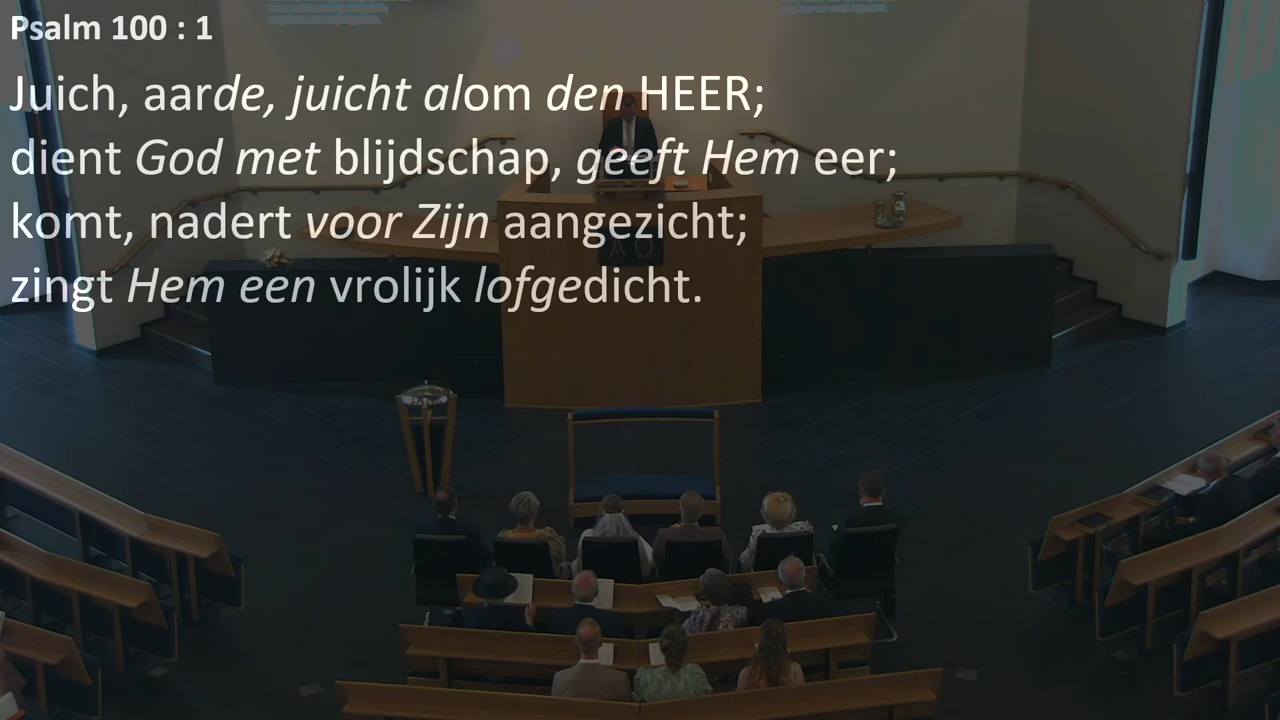 Psalm 100 : 1
Juich, aarde, juicht alom den HEER;
dient God met blijdschap, geeft Hem eer;
komt, nadert voor Zijn aangezicht;
zingt Hem een vrolijk lofgedicht.
ΑΩ